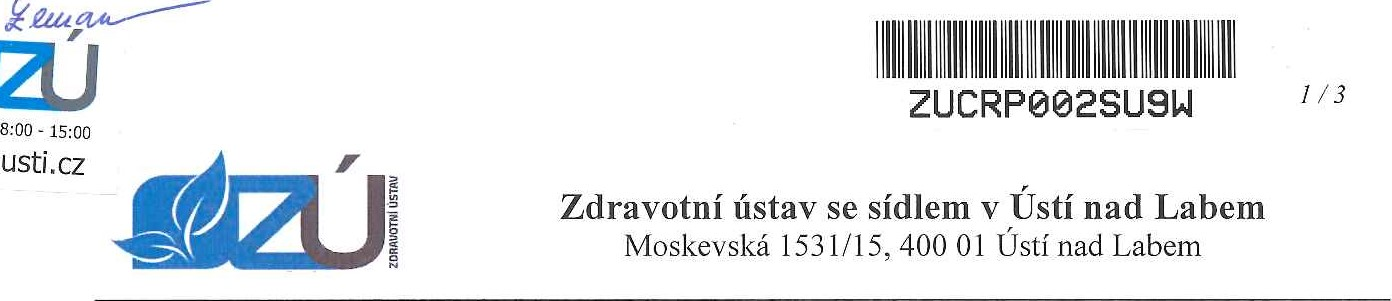 Zeman
ZÚ
8:00 - 15:00
usti.cz
ZUCRP002SU9W
1 / 3
ZÚ
ZDRAVOTNÍ ÚSTAV
Zdravotní ústav se sídlem v Ústí nad Labem
Moskevská 1531/15, 400 01 Ústí nad Labem